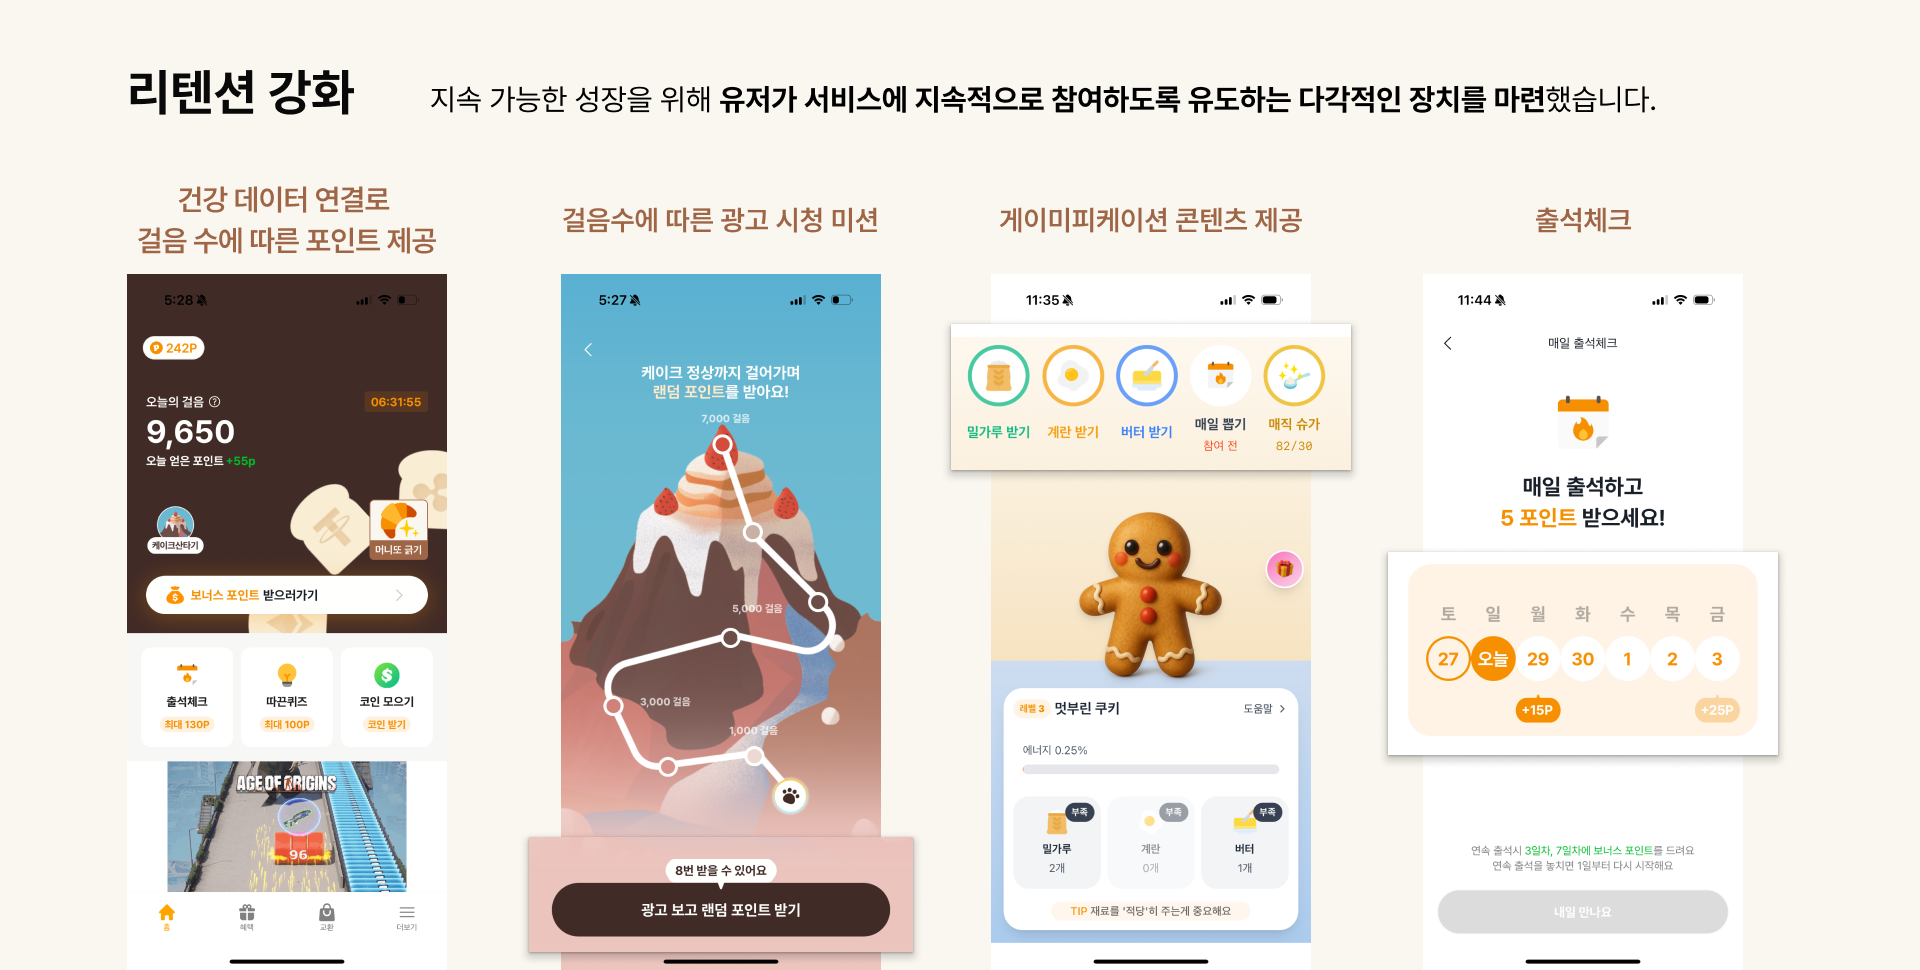 리텐션 강화
지속 가능한 성장을 위해 유저가 서비스에 지속적으로 참여하도록 유도하는 다각적인 장치를 마련했습니다.
건강 데이터 연결로
걸음 수에 따른 포인트 제공
5:28
242P
오늘의 걸음
06:31:55
9,650
오늘 얻은 포인트 +55p
케이크산타기
머니또 긁기
보너스 포인트 받으러가기
출석체크
따끈퀴즈
코인 모으기
최대 130P
최대 100P
코인 받기
AGE OF ORIGINS
96
홈
혜택
교환
더보기
걸음수에 따른 광고 시청 미션
5:27
케이크 정상까지 걸어가며
랜덤 포인트를 받아요!
7,000 걸음
5,000 걸음
3,000 걸음
1,000 걸음
8번 받을 수 있어요
광고 보고 랜덤 포인트 받기
게이미피케이션 콘텐츠 제공
11:35
밀가루 받기
계란 받기
버터 받기
매일 뽑기
참여 전
매직 슈가
82/30
레벨 3 멋부린 쿠키
도움말
에너지 0.25%
부족
부족
부족
밀가루
계란
버터
2개
0개
1개
TIP 재료를 '적당'히 주는게 중요해요
출석체크
11:44
매일 출석체크
매일 출석하고
5 포인트 받으세요!
토 일 월 화 수 목 금
27 오늘 29 30 1 2 3
+15P
+25P
연속 출석시 3일차, 7일차에 보너스 포인트를 드려요
연속 출석을 놓치면 1일부터 다시 시작해요
내일 만나요